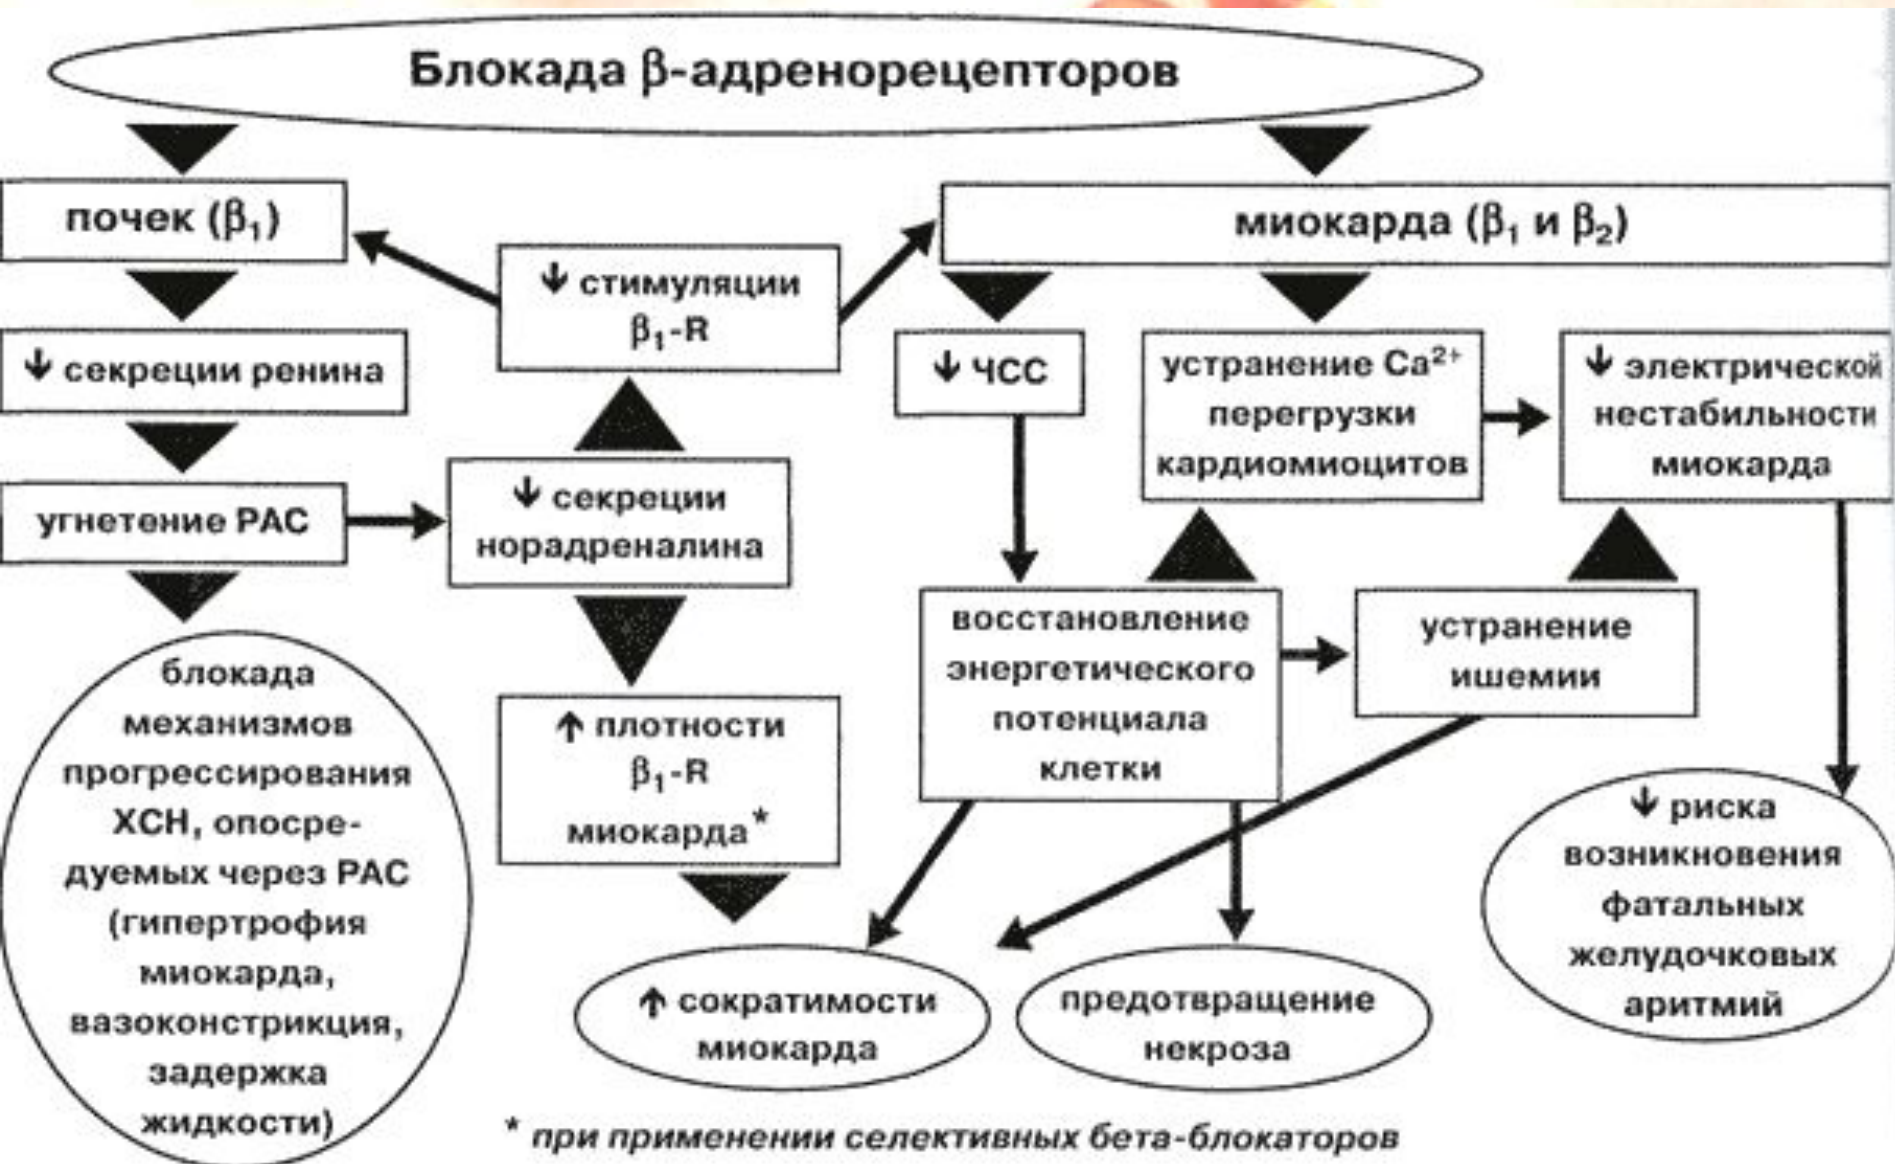 Блокада β-адренорецепторов
почек (β₁)
миокарда (β₁ и β₂)
↓ стимуляции
β₁-R
↓ секреции ренина
↓ ЧСС
устранение Ca²⁺
перегрузки
кардиомиоцитов
↓ электрической
нестабильности
миокарда
угнетение РАС
↓ секреции
норадреналина
блокада
механизмов
прогрессирования
ХСН, опосре-
дуемых через РАС
(гипертрофия
миокарда,
вазоконстрикция,
задержка
жидкости)
↑ плотности
β₁-R
миокарда*
восстановление
энергетического
потенциала
клетки
устранение
ишемии
↓ риска
возникновения
фатальных
желудочковых
аритмий
↑ сократимости
миокарда
предотвращение
некроза
* при применении селективных бета-блокаторов